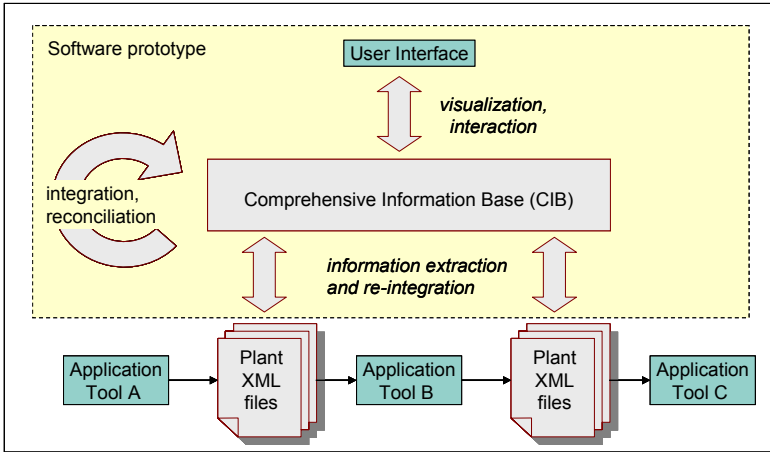 Software prototype
User Interface
visualization,
interaction
integration,
reconciliation
Comprehensive Information Base (CIB)
information extraction
and re-integration
Application
Tool A
Plant
XML
files
Application
Tool B
Plant
XML
files
Application
Tool C